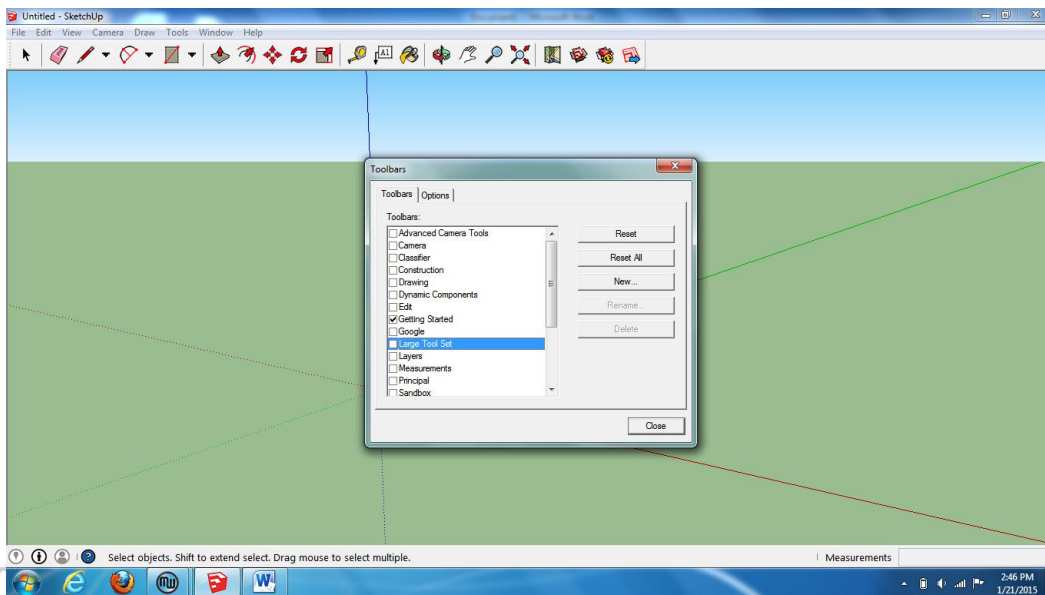 Untitled - SketchUp
File Edit View Camera Draw Tools Window Help
A1
Toolbars
Toolbars Options
Toolbars:
Advanced Camera Tools
Camera
Classifier
Construction
Drawing
Dynamic Components
Edit
Getting Started
Google
Large Tool Set
Layers
Measurements
Principal
Sandbox
Reset
Reset All
New...
Rename...
Delete
Close
Select objects. Shift to extend select. Drag mouse to select multiple.
Measurements
W
2:46 PM
1/21/2015